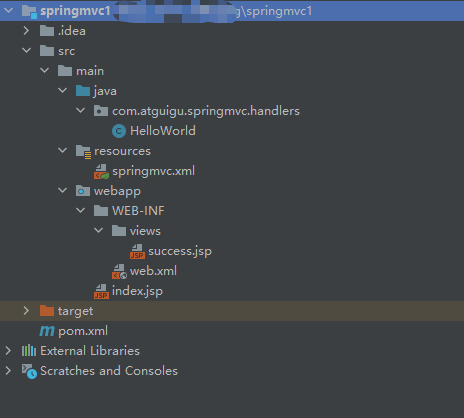 springmvc1 g\springmvc1
.idea
src
main
java
com.atguigu.springmvc.handlers
HelloWorld
resources
springmvc.xml
webapp
WEB-INF
views
success.jsp
web.xml
index.jsp
target
pom.xml
External Libraries
Scratches and Consoles